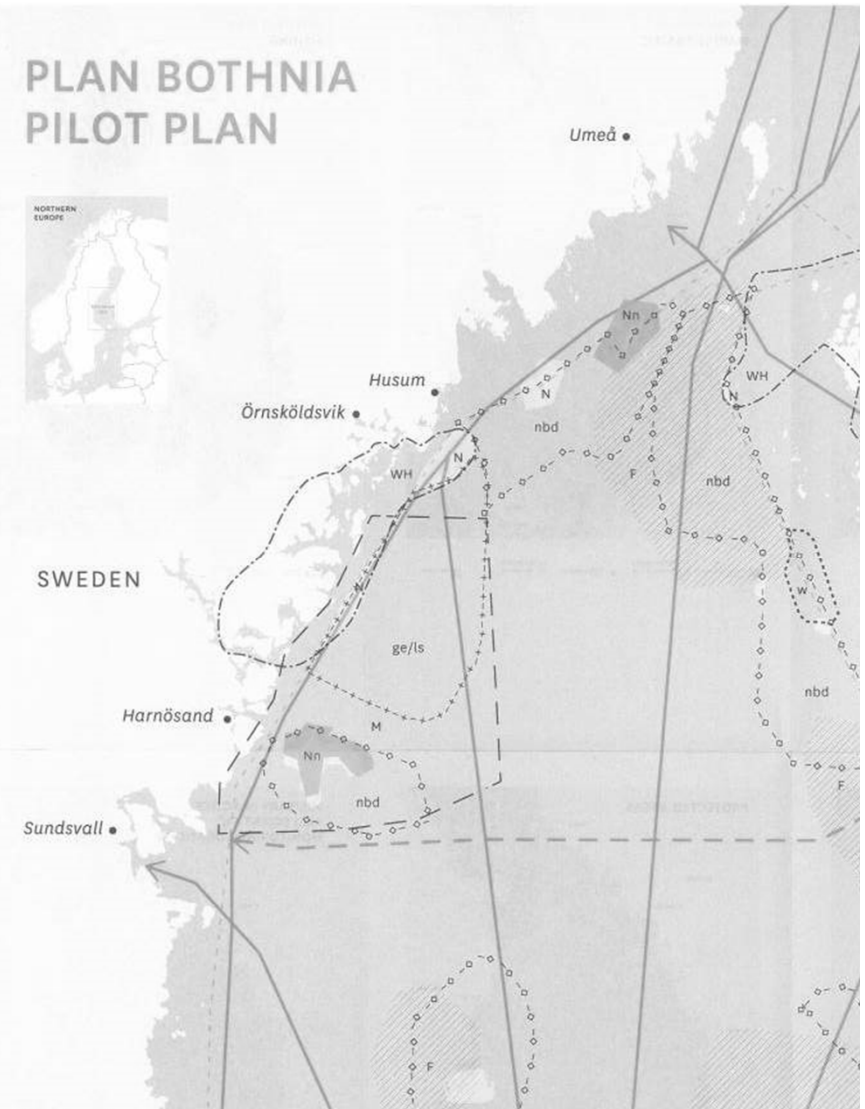 PLAN BOTHNIA
PILOT PLAN
Umeå
NORTHERN
EUROPE
Nn
Husum
WH
N
N
Örnsköldsvik
nbd
N
WH
F
nbd
SWEDEN
w
N
ge/ls
nbd
Harnösand
M
Nn
F
nbd
Sundsvall
F